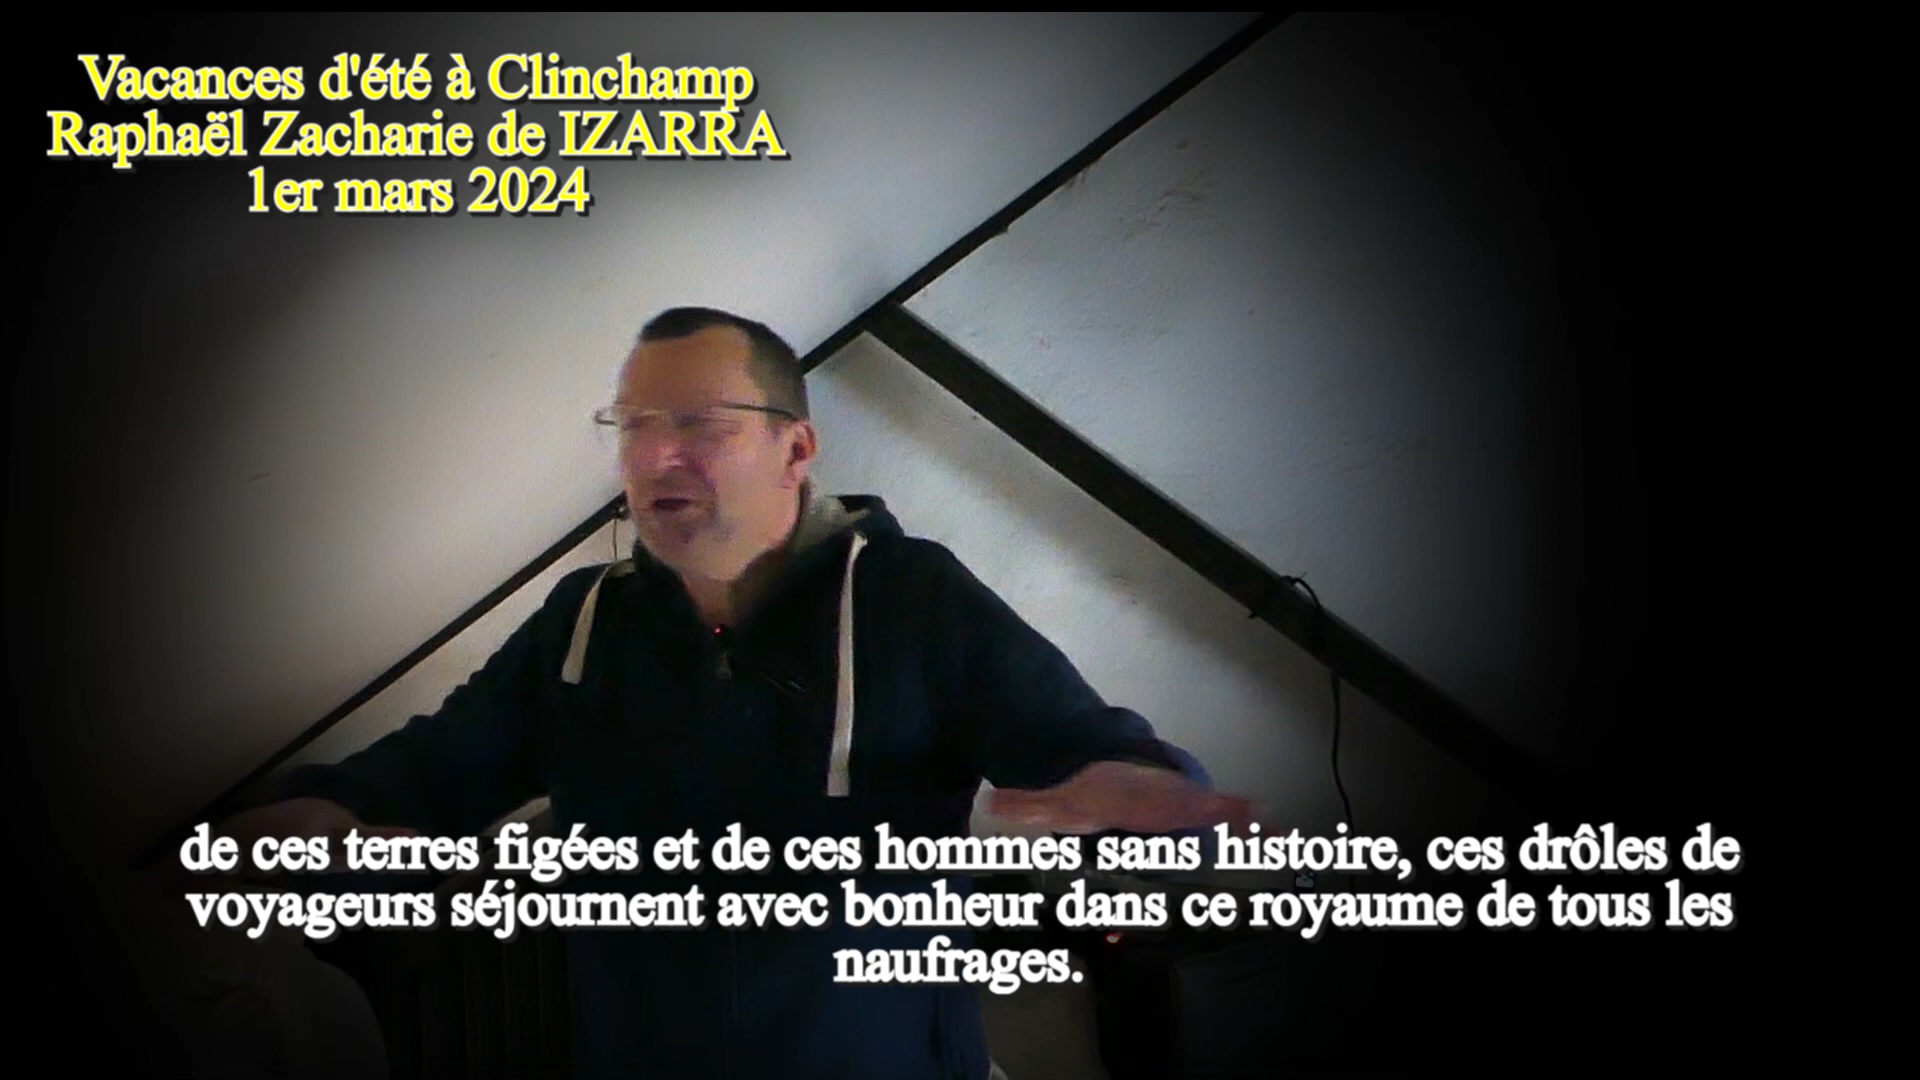 Vacances d'été à Clinchamp
Raphaël Zacharie de IZARRA
1er mars 2024
de ces terres figées et de ces hommes sans histoire, ces drôles de
voyageurs séjournent avec bonheur dans ce royaume de tous les
naufrages.